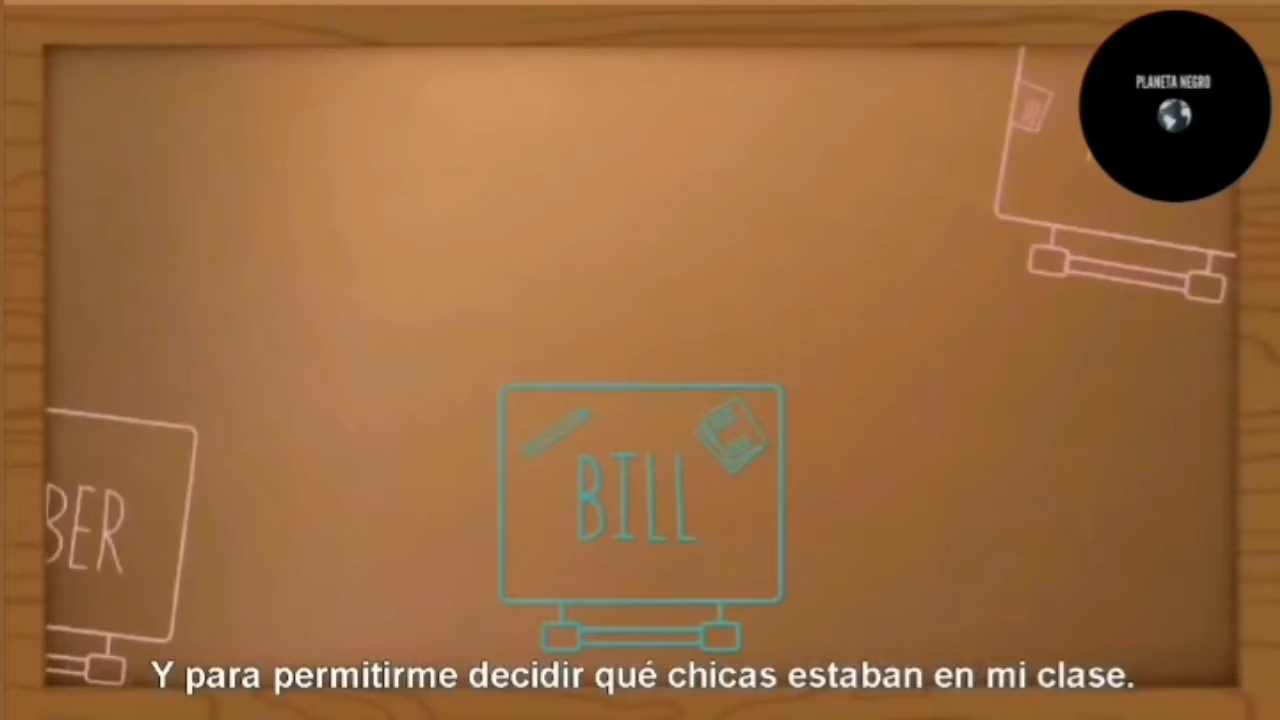 PLANETA NEGRO
BILL
BER
Y para permitirme decidir qué chicas estaban en mi clase.